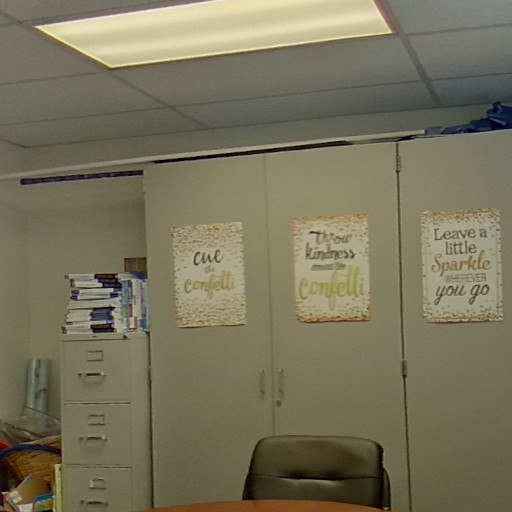 cue
the
confetti
Throw
kindness
around like
confetti
Leave a
little
Sparkle
WHEREVER
you go